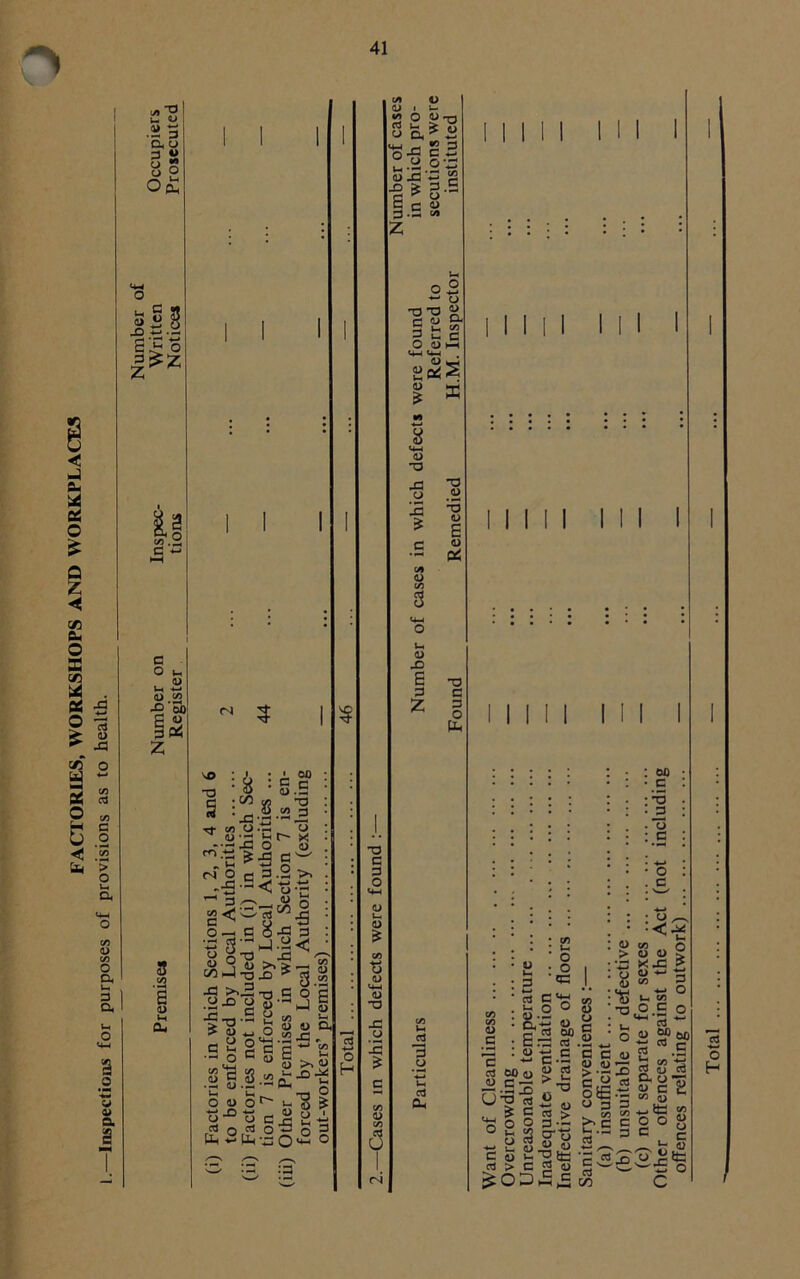 41
FACTORIES, WORKSHOPS AND WORKPLACES
1.—Inspections for purposes of provisions as to health.
Premises
Number on Register
Inspec-tions
Number of Written Notices
Occupiers Prosecuted
(i) Factories in which Sections 1, 2, 3, 4 and 6
to be enforced by Local Authorities ... ... 2 ... — ... — ... —
(ii) Factories not included in (i) in which Sec-
tion 7 is enforced by Local Authorities ... 44 ... — ... — ... —
(iii) Other Premises in which Section 7 is en-
forced by the Local Authority (excluding
out-workers' premises) ... ... ... ... — ... — ... — ... —
Total ... ... 46 ... — ... — ... —
2.—Cases in which defects were found :—
Number of cases in which defects were found
Number of cases
in which pro-
secutions were
instituted
Particulars
Found
Remedied
Referred to
H.M. Inspector
Want of Cleanliness ... ... ... ... ... — ... — ... — ... —
Overcrowding ... ... ... ... ... ... — ... — ... — ... —
Unreasonable temperature ... ... ... ... — ... — ... — ... —
Inadequate ventilation ... ... ... ... — ... — ... — ... —
Ineffective drainage of floors ... ... ... — ... — ... — ... —
Sanitary conveniences :—
(a) insufficient ... ... ... ... ... — ... — ... — ... —
(b) unsuitable or defective ... ... ... — ... — ... — ... —
(c) not separate for sexes ... ... ... — ... — ... — ... —
Other offences against the Act (not including
offences relating to outwork) ... ... ... — ... — ... — ... —
Total ... ... — ... — ... — ... —